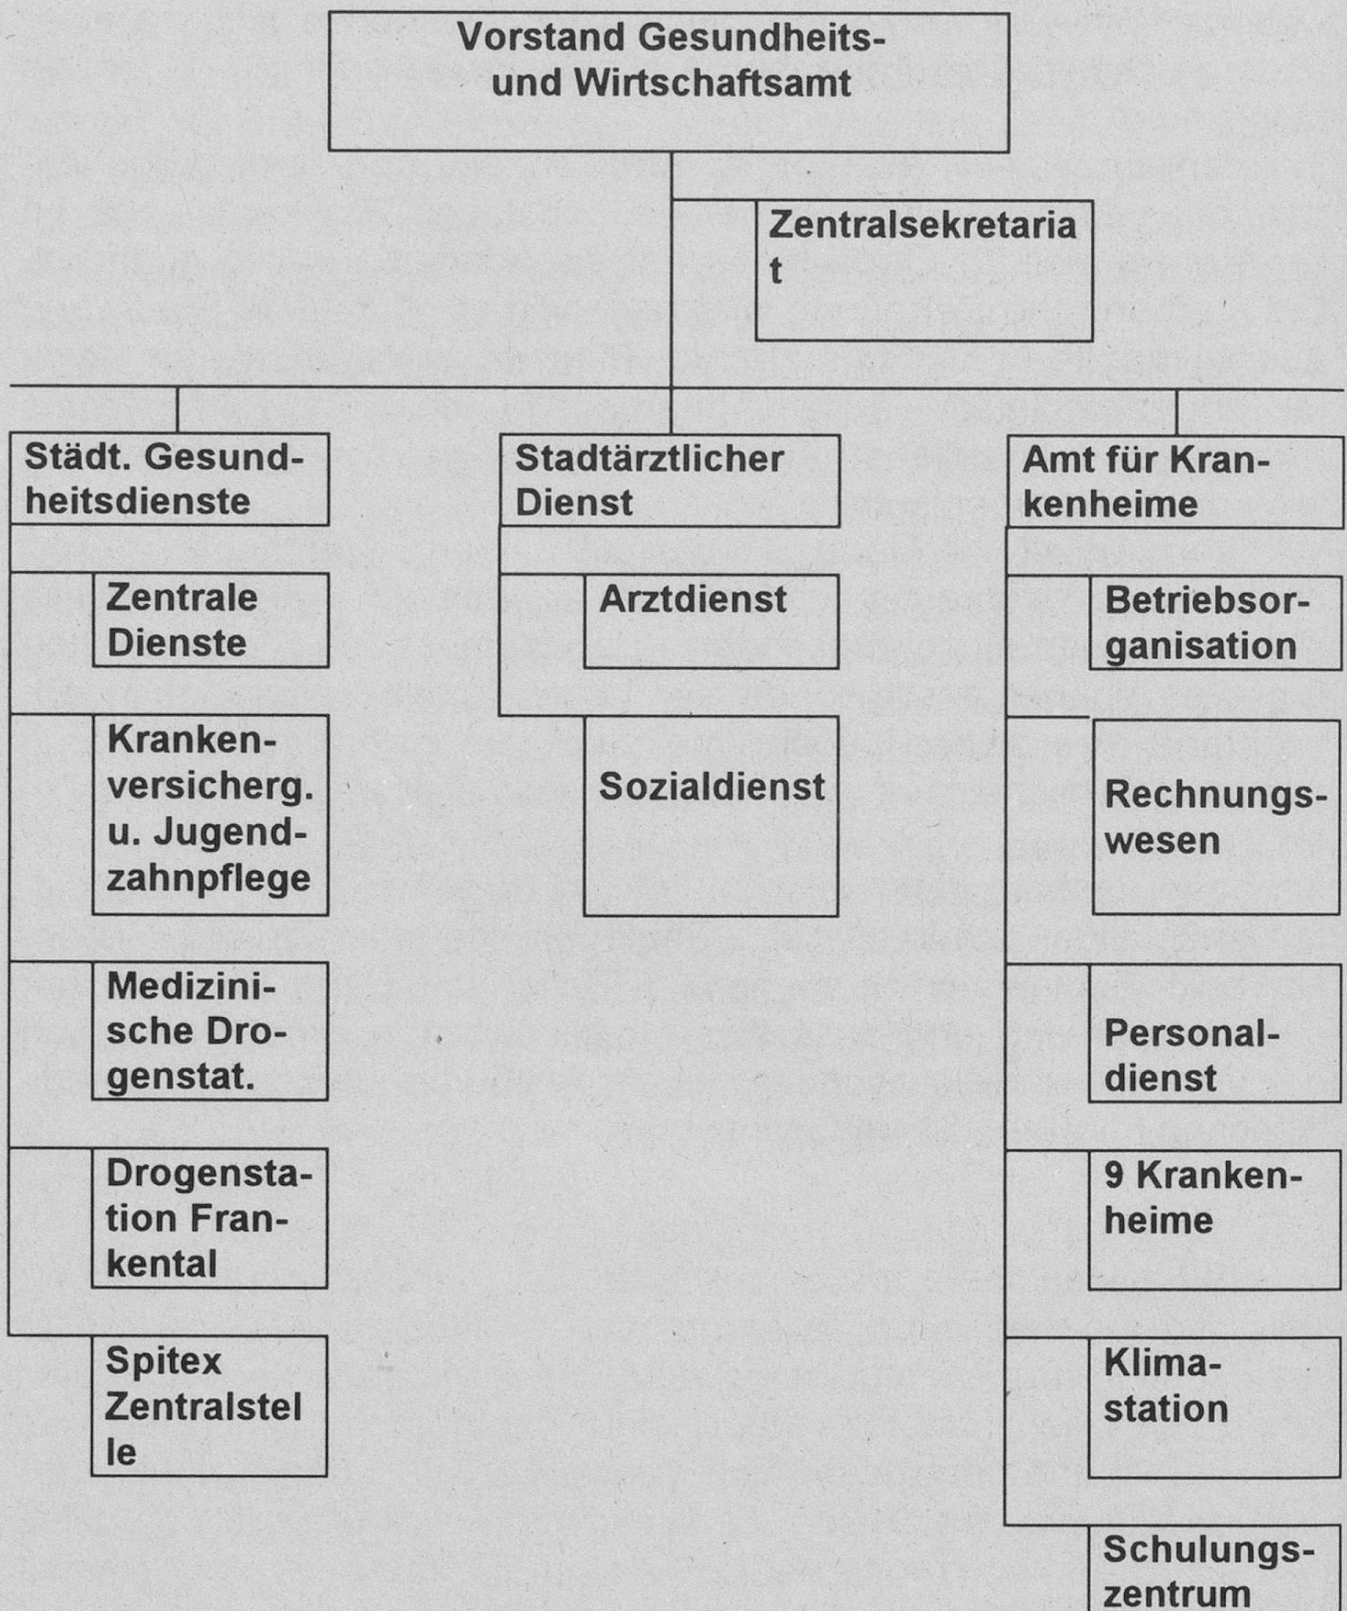 Vorstand Gesundheits-
und Wirtschaftsamt
Zentralsekretaria
t
Städt. Gesund-
heitsdienste
Zentrale
Dienste
Kranken-
versicherg.
u. Jugend-
zahnpflege
Medizini-
sche Dro-
genstat.
Drogensta-
tion Fran-
kental
Spitex
Zentralstel
le
Stadtärztlicher
Dienst
Arztdienst
Sozialdienst
Amt für Kran-
kenheime
Betriebsor-
ganisation
Rechnungs-
wesen
Personal-
dienst
9 Kranken-
heime
Klima-
station
Schulungs-
zentrum